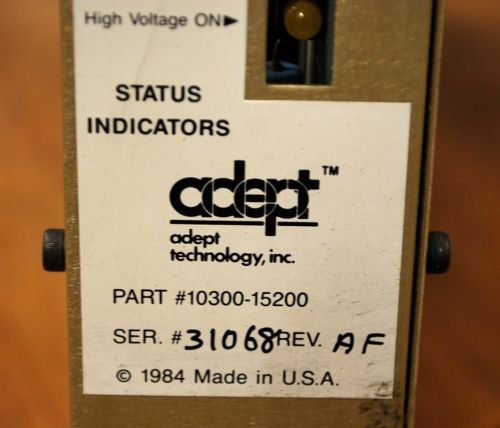 High Voltage ON►
STATUS
INDICATORS
adept™
adept
technology, inc.
PART #10300-15200
SER. #31068 REV. AF
© 1984 Made in U.S.A.